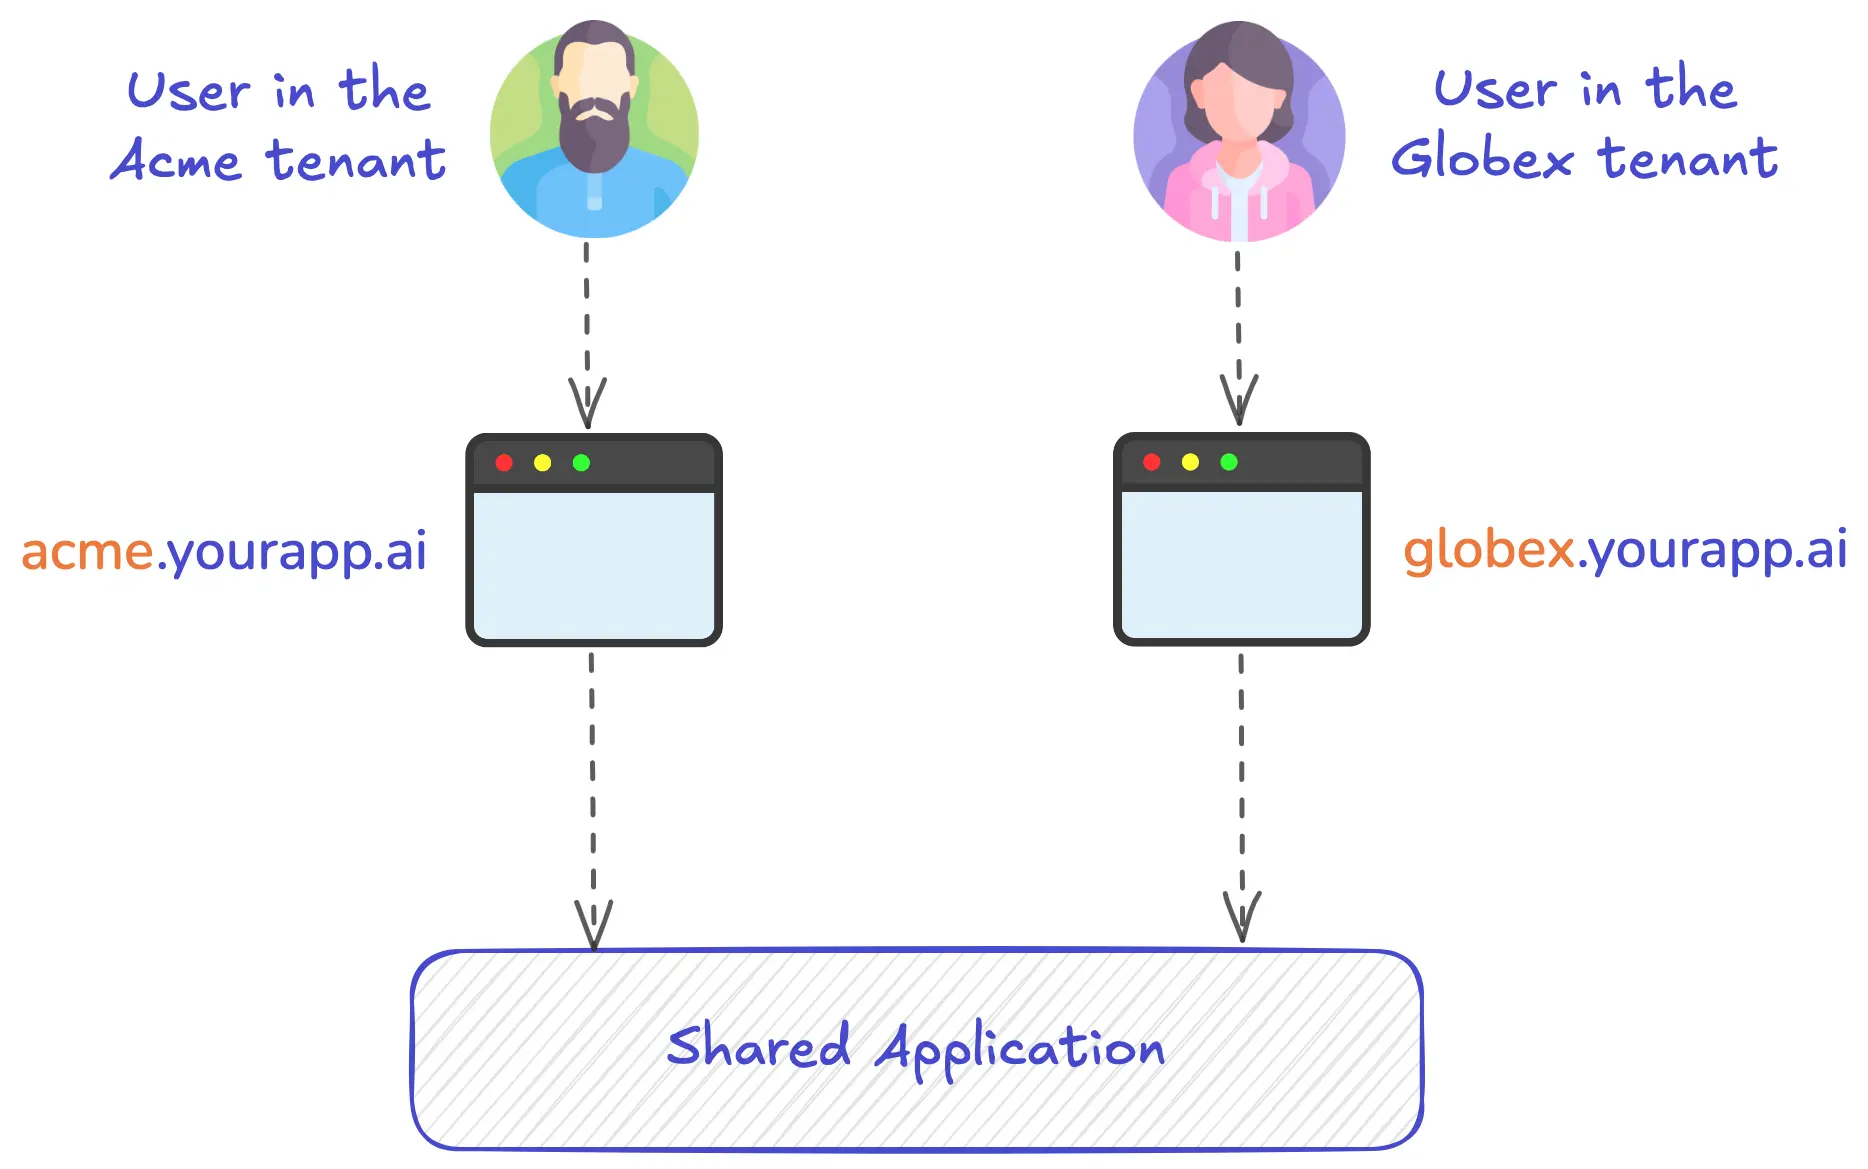 User in the
Acme tenant
User in the
Globex tenant
acme.yourapp.ai
globex.yourapp.ai
Shared Application